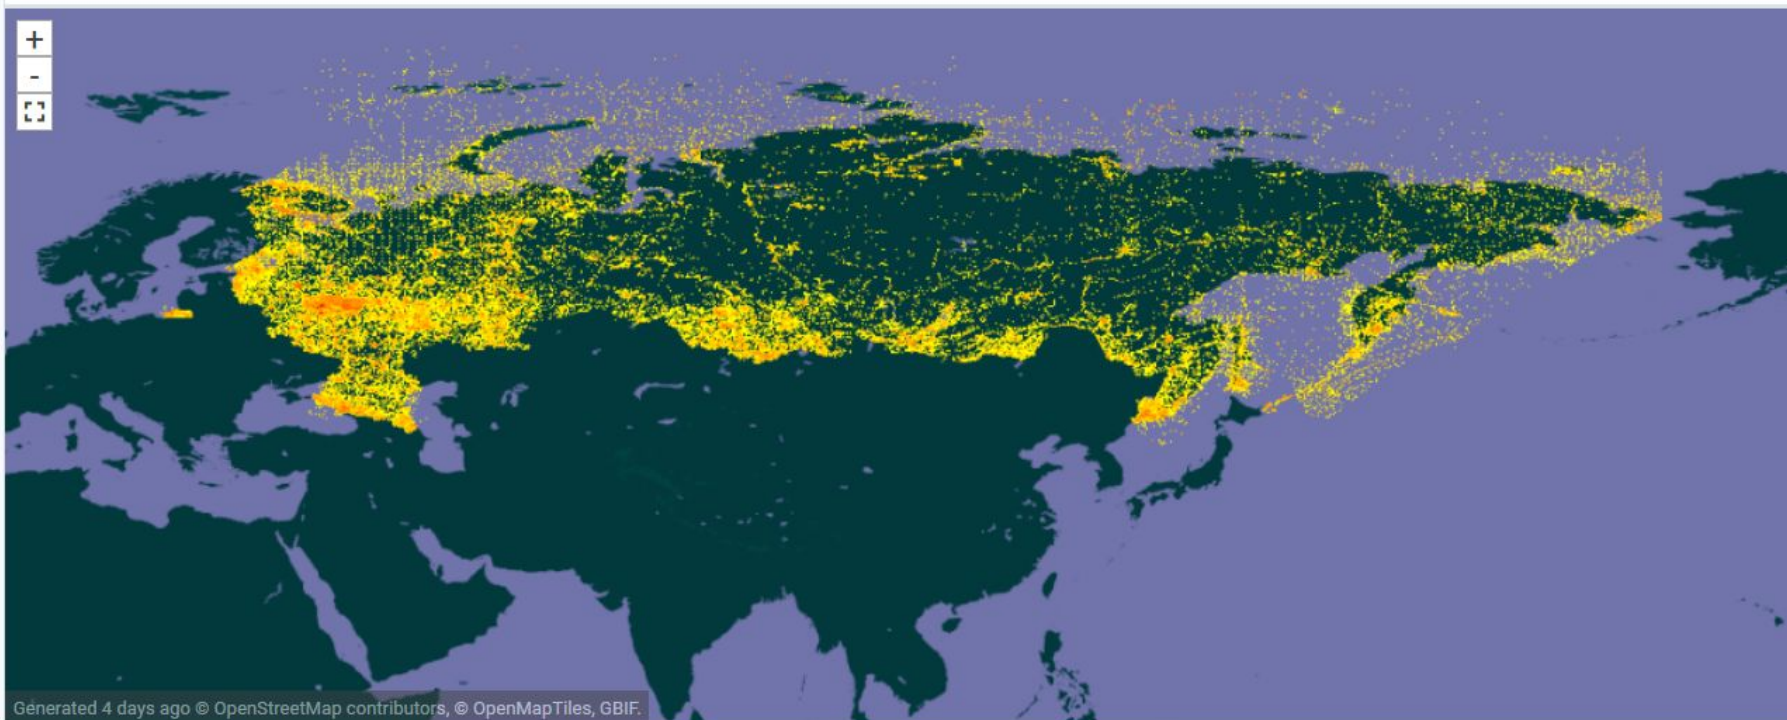 +
-
Generated 4 days ago © OpenStreetMap contributors, © OpenMapTiles, GBIF.